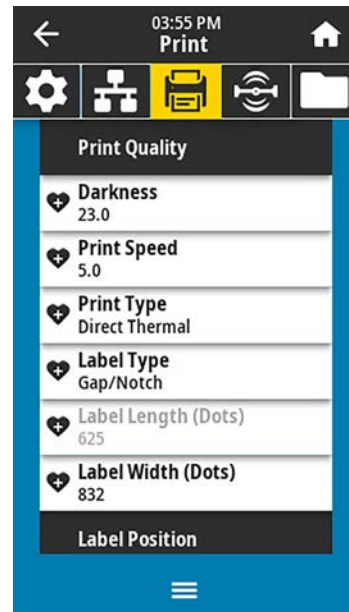 03:55 PM
Print
Print Quality
Darkness
23.0
Print Speed
5.0
Print Type
Direct Thermal
Label Type
Gap/Notch
Label Length (Dots)
625
Label Width (Dots)
832
Label Position